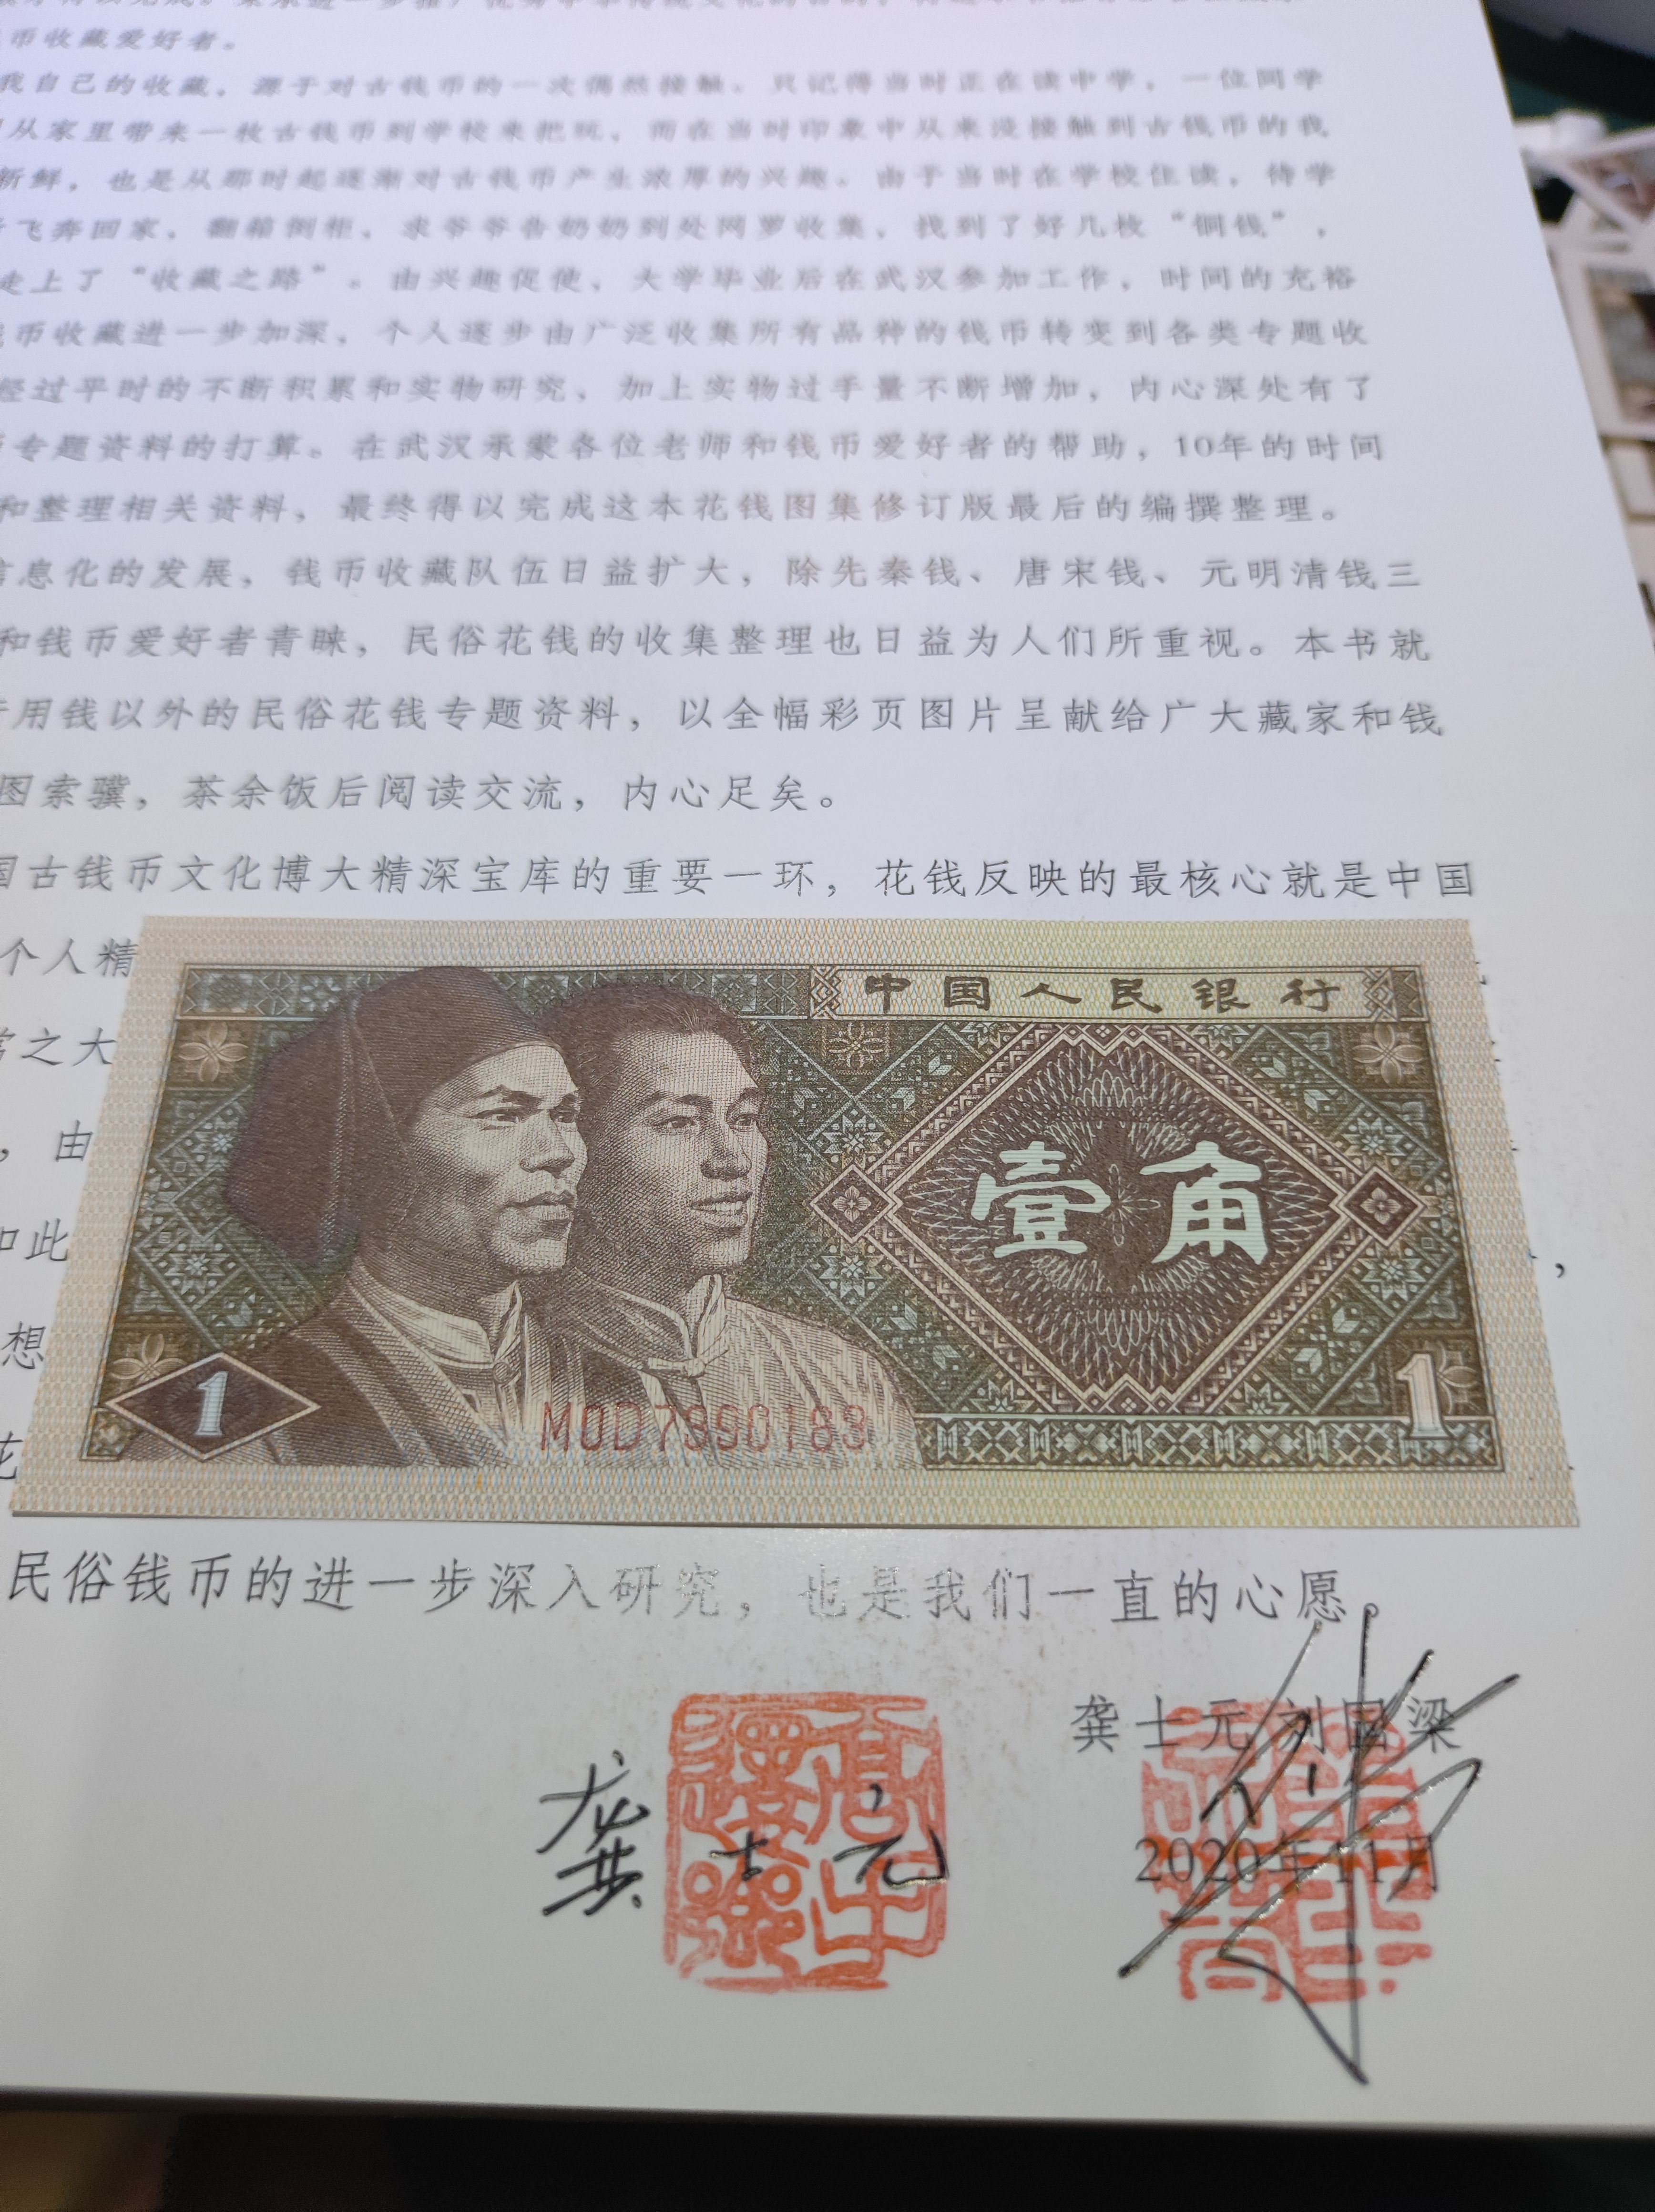 币收藏爱好者。
我自己的收藏，源于对古钱币的一次偶然接触。只记得当时正在读中学，一位同学
从家里带来一枚古钱币到学校来把玩，而在当时印象中从来没接触到古钱币的我
新鲜，也是从那时起逐渐对古钱币产生浓厚的兴趣。由于当时在学校住读，待学
飞奔回家，翻箱倒柜，求爷爷告奶奶到处网罗收集，找到了好几枚“铜钱”，
走上了“收藏之路”。由兴趣促使，大学毕业后在武汉参加工作，时间的充裕
币收藏进一步加深，个人逐步由广泛收集所有品种的钱币转变到各类专题收
经过平时的不断积累和实物研究，加上实物过手量不断增加，内心深处有了
专题资料的打算。在武汉承蒙各位老师和钱币爱好者的帮助，10年的时间
和整理相关资料，最终得以完成这本花钱图集修订版最后的编撰整理。
息化的发展，钱币收藏队伍日益扩大，除先秦钱、唐宋钱、元明清钱三
和钱币爱好者青睐，民俗花钱的收集整理也日益为人们所重视。本书就
用钱以外的民俗花钱专题资料，以全幅彩页图片呈献给广大藏家和钱
图索骥，茶余饭后阅读交流，内心足矣。
国古钱币文化博大精深宝库的重要一环，花钱反映的最核心就是中国
个人精
之大
，由
如此
，
想
花
中国人民银行
壹角
1
1
M0D7390183
民俗钱币的进一步深入研究，也是我们一直的心愿。
龚士元 刘国梁
2020年11月
龚士元